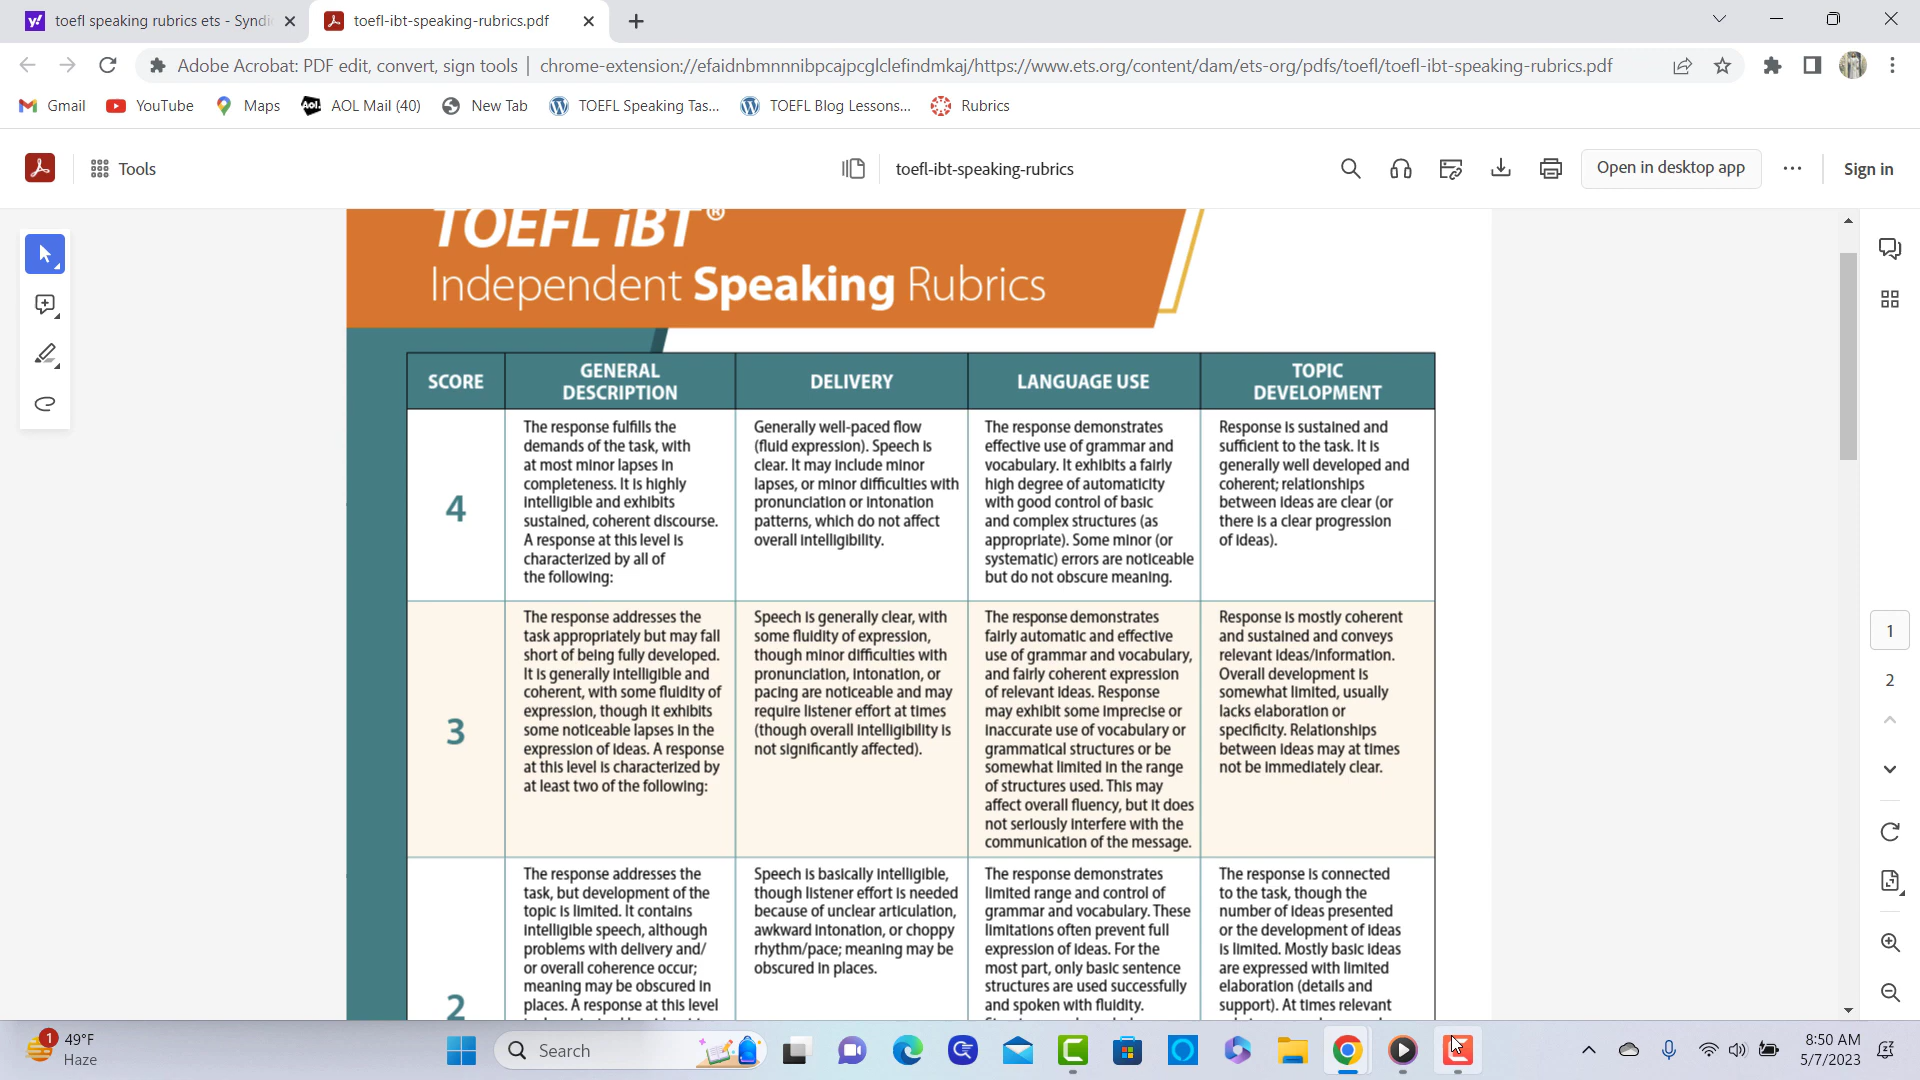 toefl speaking rubrics ets - Syndi
toefl-ibt-speaking-rubrics.pdf
Adobe Acrobat: PDF edit, convert, sign tools | chrome-extension://efaidnbmnnnibpcajpcglclefindmkaj/https://www.ets.org/content/dam/ets-org/pdfs/toefl/toefl-ibt-speaking-rubrics.pdf
Gmail YouTube Maps AOL Mail (40) New Tab TOEFL Speaking Tas... TOEFL Blog Lessons... Rubrics
Tools
toefl-ibt-speaking-rubrics
Open in desktop app
Sign in
TOEFL iBT®
Independent Speaking Rubrics
SCORE
GENERAL
DESCRIPTION
DELIVERY
LANGUAGE USE
TOPIC
DEVELOPMENT
4
The response fulfills the
demands of the task, with
at most minor lapses in
completeness. It is highly
intelligible and exhibits
sustained, coherent discourse.
A response at this level is
characterized by all of
the following:
Generally well-paced flow
(fluid expression). Speech is
clear. It may include minor
lapses, or minor difficulties with
pronunciation or intonation
patterns, which do not affect
overall intelligibility.
The response demonstrates
effective use of grammar and
vocabulary. It exhibits a fairly
high degree of automaticity
with good control of basic
and complex structures (as
appropriate). Some minor (or
systematic) errors are noticeable
but do not obscure meaning.
Response is sustained and
sufficient to the task. It is
generally well developed and
coherent; relationships
between ideas are clear (or
there is a clear progression
of ideas).
3
The response addresses the
task appropriately but may fall
short of being fully developed.
It is generally intelligible and
coherent, with some fluidity of
expression, though it exhibits
some noticeable lapses in the
expression of ideas. A response
at this level is characterized by
at least two of the following:
Speech is generally clear, with
some fluidity of expression,
though minor difficulties with
pronunciation, intonation, or
pacing are noticeable and may
require listener effort at times
(though overall intelligibility is
not significantly affected).
The response demonstrates
fairly automatic and effective
use of grammar and vocabulary,
and fairly coherent expression
of relevant ideas. Response
may exhibit some imprecise or
inaccurate use of vocabulary or
grammatical structures or be
somewhat limited in the range
of structures used. This may
affect overall fluency, but it does
not seriously interfere with the
communication of the message.
Response is mostly coherent
and sustained and conveys
relevant ideas/information.
Overall development is
somewhat limited, usually
lacks elaboration or
specificity. Relationships
between ideas may at times
not be immediately clear.
2
The response addresses the
task, but development of the
topic is limited. It contains
intelligible speech, although
problems with delivery and/
or overall coherence occur;
meaning may be obscured in
places. A response at this level
Speech is basically intelligible,
though listener effort is needed
because of unclear articulation,
awkward intonation, or choppy
rhythm/pace; meaning may be
obscured in places.
The response demonstrates
limited range and control of
grammar and vocabulary. These
limitations often prevent full
expression of ideas. For the
most part, only basic sentence
structures are used successfully
and spoken with fluidity.
The response is connected
to the task, though the
number of ideas presented
or the development of ideas
is limited. Mostly basic ideas
are expressed with limited
elaboration (details and
support). At times relevant
1
2
1
49°F
Haze
Search
8:50 AM
5/7/2023